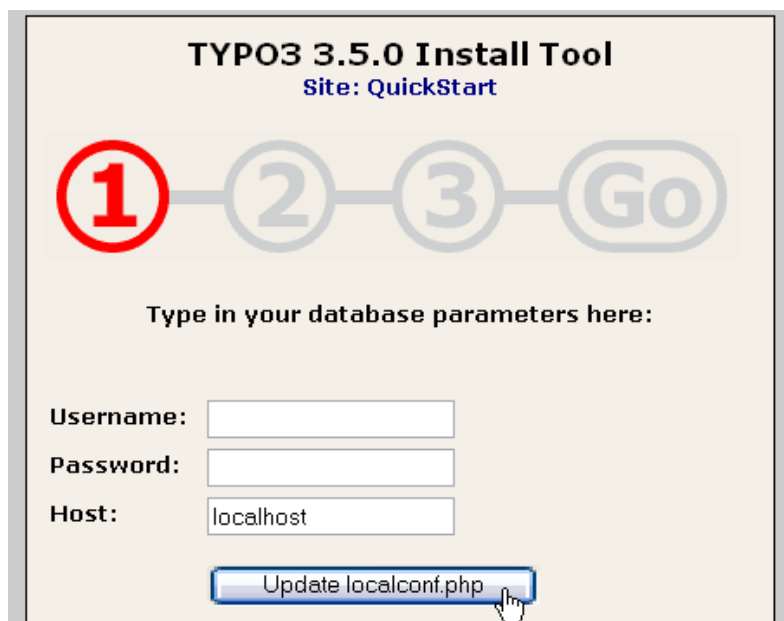 TYPO3 3.5.0 Install Tool
Site: QuickStart
1 2 3 Go
Type in your database parameters here:
Username:
Password:
Host: localhost
Update localconf.php